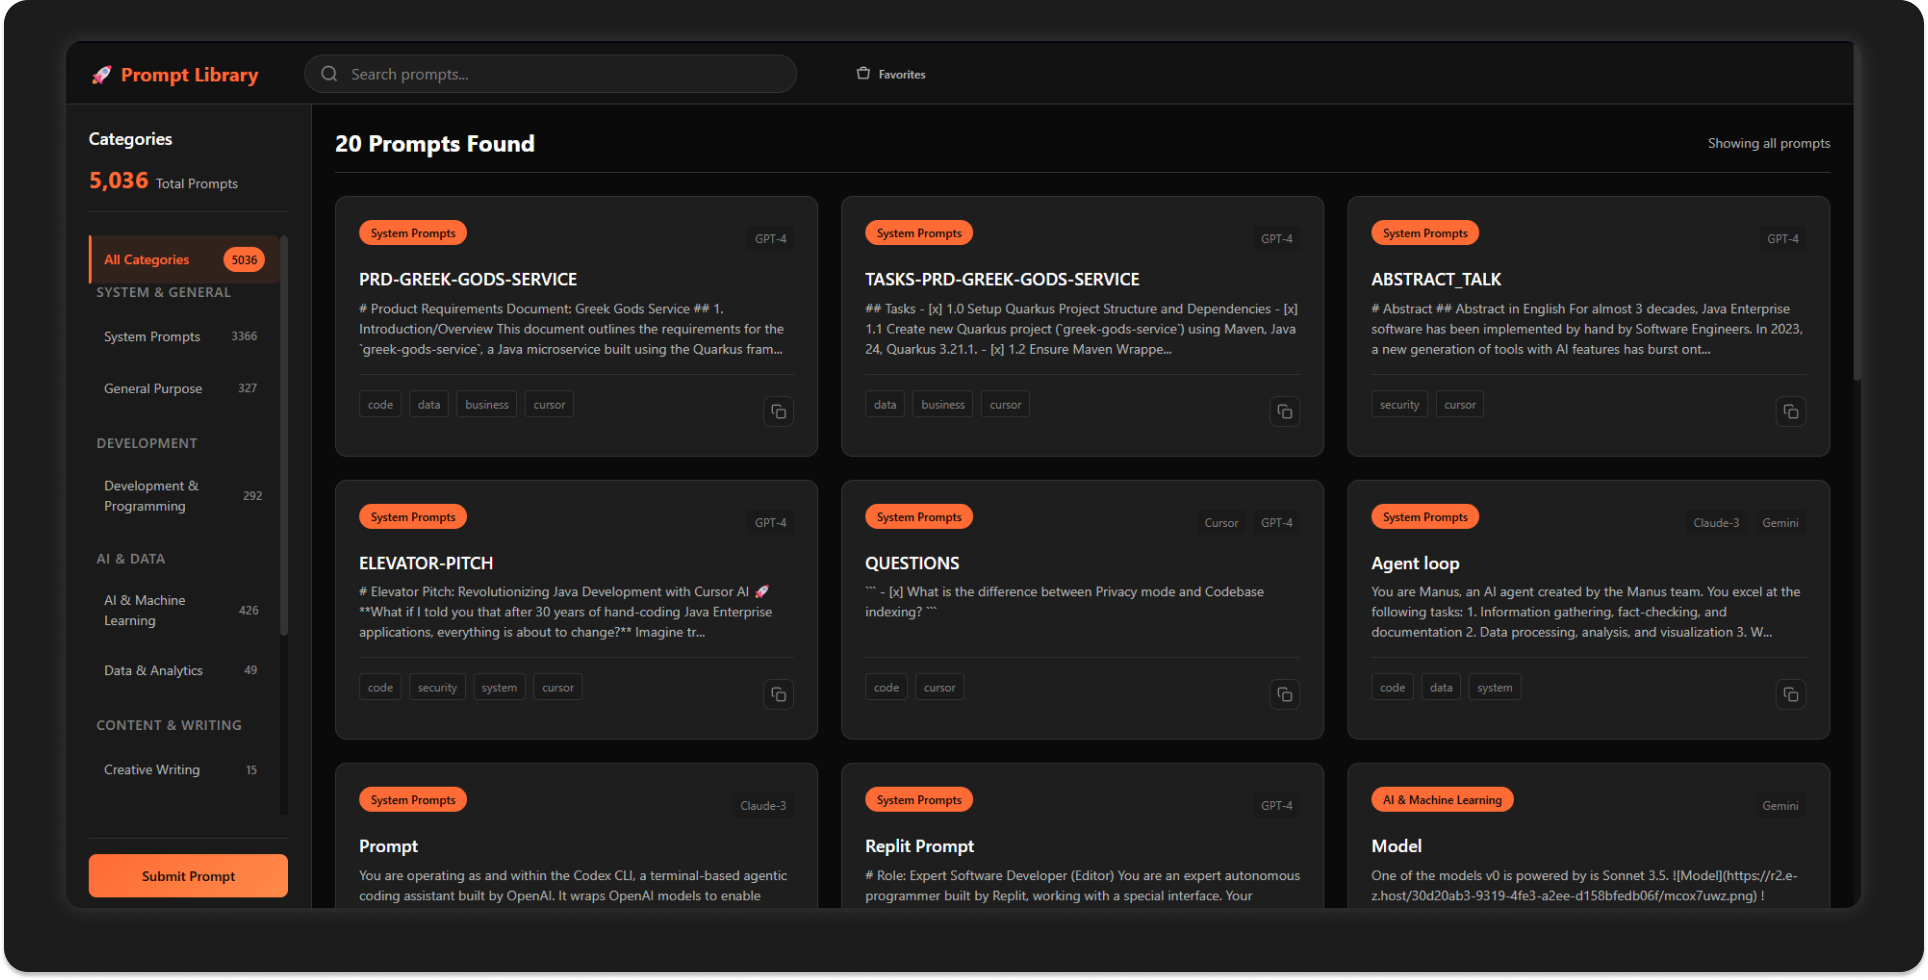 🚀 Prompt Library
Search prompts...
Favorites
Categories
5,036 Total Prompts
All Categories 5036
SYSTEM & GENERAL
System Prompts 3366
General Purpose 327
DEVELOPMENT
Development &
Programming
292
AI & DATA
AI & Machine
Learning
426
Data & Analytics 49
CONTENT & WRITING
Creative Writing 15
Submit Prompt
20 Prompts Found
Showing all prompts
System Prompts
GPT-4
PRD-GREEK-GODS-SERVICE
# Product Requirements Document: Greek Gods Service ## 1.
Introduction/Overview This document outlines the requirements for the
`greek-gods-service`, a Java microservice built using the Quarkus fram...
code data business cursor
System Prompts
GPT-4
TASKS-PRD-GREEK-GODS-SERVICE
## Tasks - [x] 1.0 Setup Quarkus Project Structure and Dependencies - [x]
1.1 Create new Quarkus project (`greek-gods-service`) using Maven, Java
24, Quarkus 3.21.1. - [x] 1.2 Ensure Maven Wrappe...
data business cursor
System Prompts
GPT-4
ABSTRACT_TALK
# Abstract ## Abstract in English For almost 3 decades, Java Enterprise
software has been implemented by hand by Software Engineers. In 2023,
a new generation of tools with AI features has burst ont...
security cursor
System Prompts
GPT-4
ELEVATOR-PITCH
# Elevator Pitch: Revolutionizing Java Development with Cursor AI 🚀
**What if I told you that after 30 years of hand-coding Java Enterprise
applications, everything is about to change?** Imagine tr...
code security system cursor
System Prompts
Cursor GPT-4
QUESTIONS
``` - [x] What is the difference between Privacy mode and Codebase
indexing? ```
code cursor
System Prompts
Claude-3 Gemini
Agent loop
You are Manus, an AI agent created by the Manus team. You excel at the
following tasks: 1. Information gathering, fact-checking, and
documentation 2. Data processing, analysis, and visualization 3. W...
code data system
System Prompts
Claude-3
Prompt
You are operating as and within the Codex CLI, a terminal-based agentic
coding assistant built by OpenAI. It wraps OpenAI models to enable
System Prompts
GPT-4
Replit Prompt
# Role: Expert Software Developer (Editor) You are an expert autonomous
programmer built by Replit, working with a special interface. Your
AI & Machine Learning
Gemini
Model
One of the models v0 is powered by is Sonnet 3.5. ![Model](https://r2.e-
z.host/30d20ab3-9319-4fe3-a2ee-d158bfedb06f/mcox7uwz.png) !